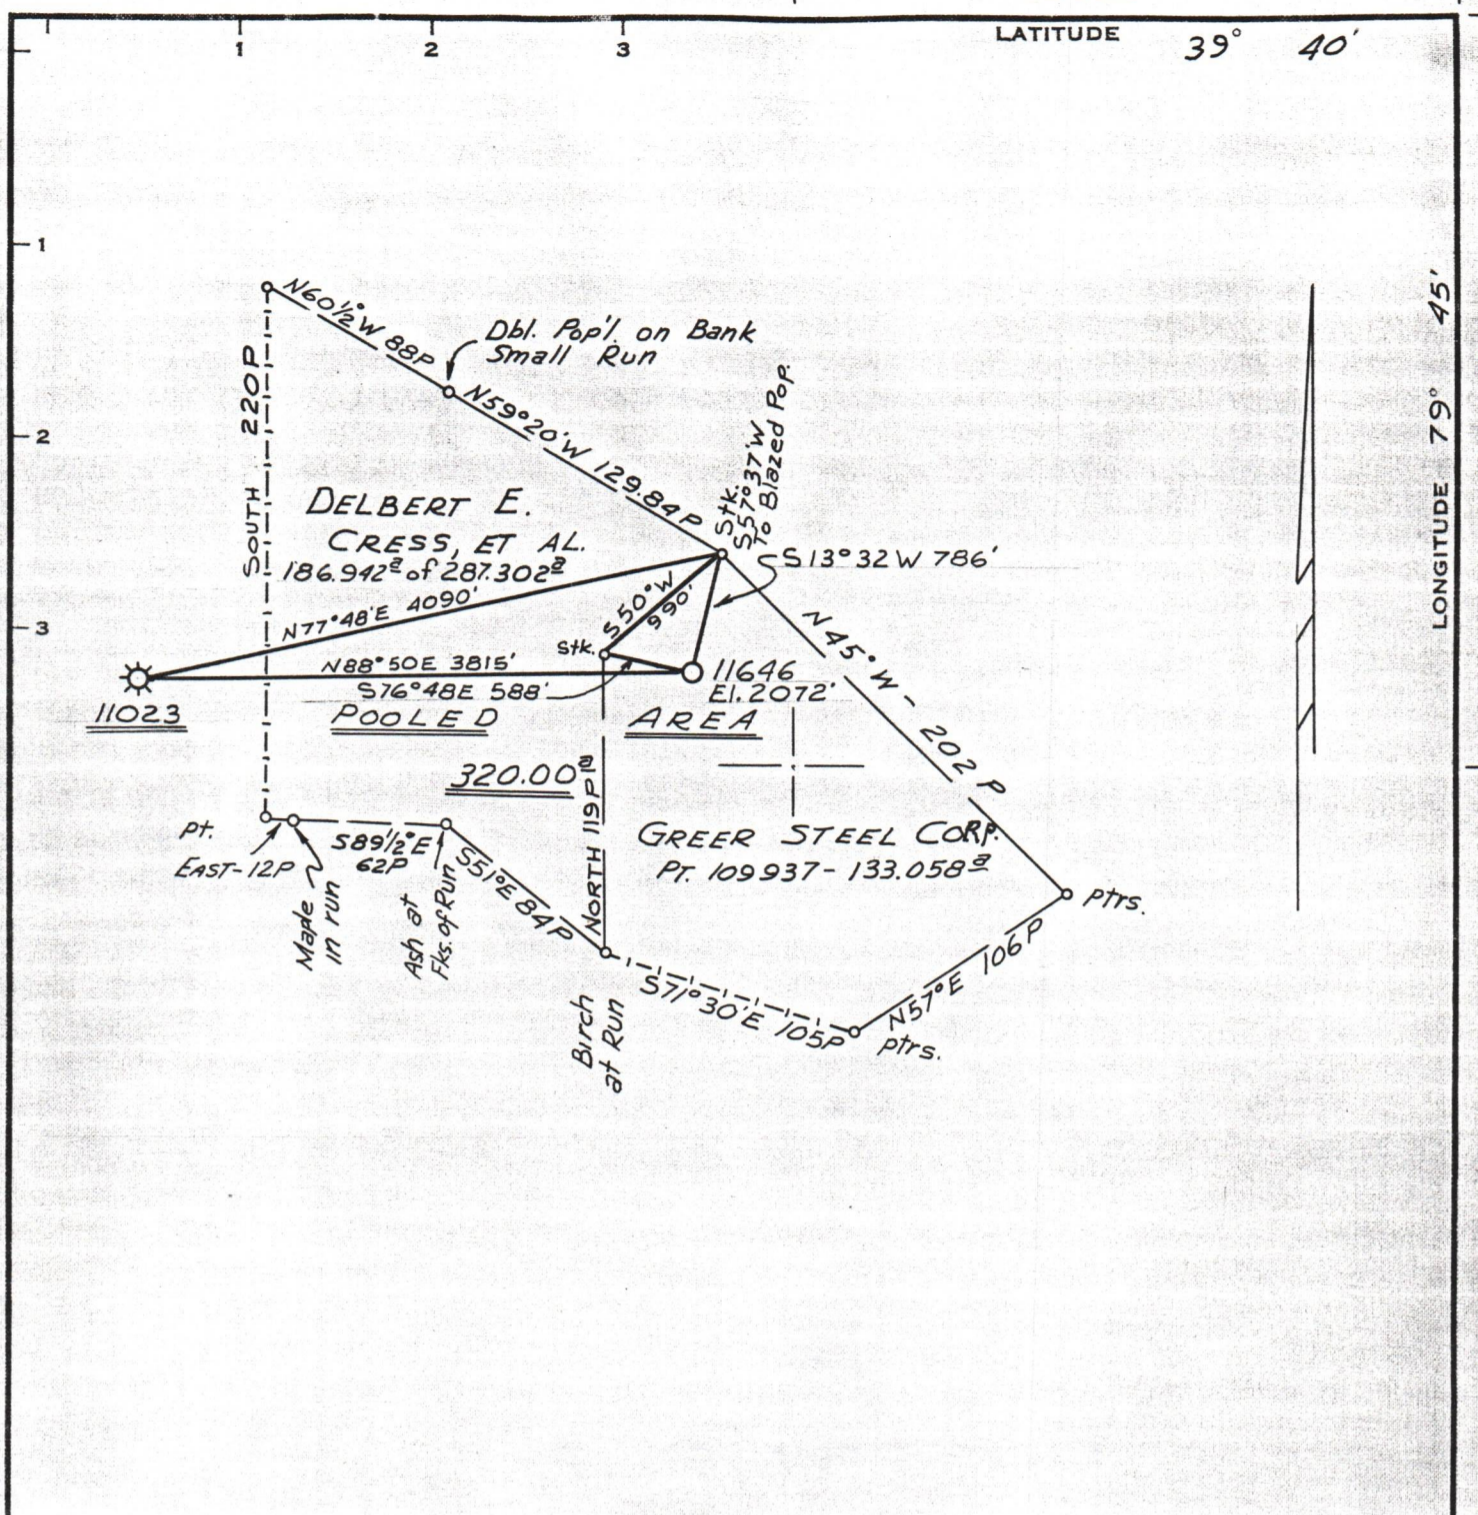 LATITUDE 39° 40'
1 2 3
1
2
3
LONGITUDE 79° 45'
N60½°W 88P
Dbl. Pop'l. on Bank
Small Run
N59°20'W 129.84P
Stk.
S57°37'W
To Blazed Pop.
SOUTH 220P
DELBERT E.
CRESS, ET AL.
186.942a of 287.302a
S13°32W 786'
N77°48'E 4090'
S50°W
990'
N45°W - 202 P
Stk.
N88°50E 3815'
S76°48E 588'
11646
El. 2072'
11023
POOLED AREA
320.00a
NORTH 119P
GREER STEEL CORP.
PT. 109937 - 133.058a
pt.
EAST-12P
S89½°E
62P
S51°E 84P
Maple
in run
Ash at
Fks. of Run
ptrs.
N57°E 106P
S71°30'E 105P
ptrs.
Birch
at Run